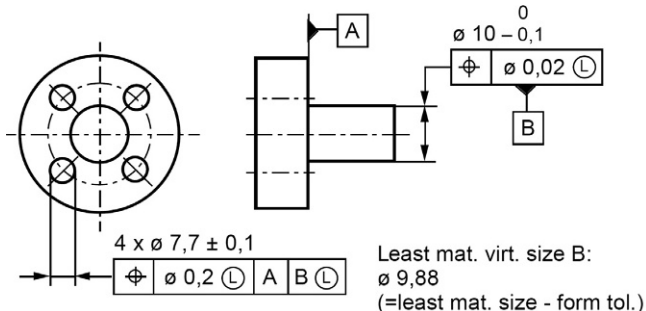 A
0
ø 10 – 0,1
⌖ ø 0,02 Ⓛ
B
4 x ø 7,7 ± 0,1
⌖ ø 0,2 Ⓛ A B Ⓛ
Least mat. virt. size B:
ø 9,88
(=least mat. size - form tol.)